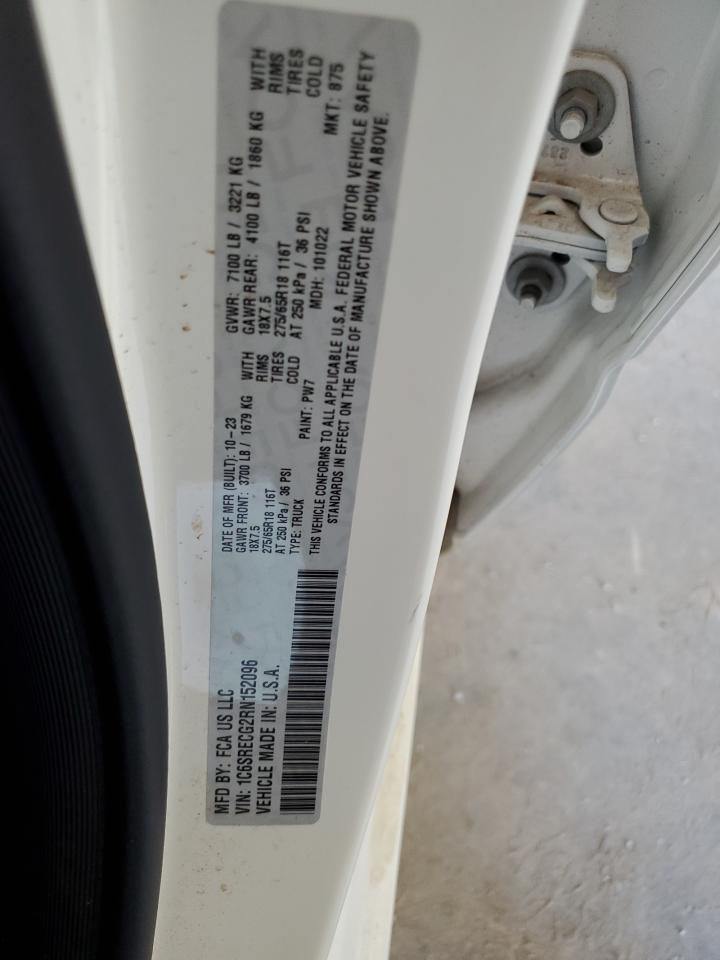 MFD BY: FCA US LLC
VIN: 1C6SRECG2RN152096
VEHICLE MADE IN: U.S.A.
DATE OF MFR (BUILT): 10-23 GVWR: 7100 LB / 3221 KG
GAWR FRONT: 3700 LB / 1679 KG WITH GAWR REAR: 4100 LB / 1860 KG WITH
18X7.5 RIMS 18X7.5 RIMS
275/65R18 116T TIRES 275/65R18 116T TIRES
AT 250 kPa / 36 PSI COLD AT 250 kPa / 36 PSI COLD
TYPE: TRUCK PAINT: PW7 MDH: 101022 MKT: 875
THIS VEHICLE CONFORMS TO ALL APPLICABLE U.S.A. FEDERAL MOTOR VEHICLE SAFETY
STANDARDS IN EFFECT ON THE DATE OF MANUFACTURE SHOWN ABOVE.